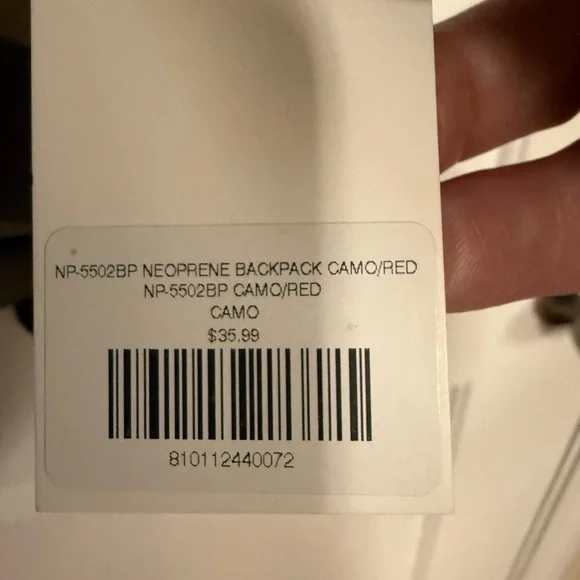 NP-5502BP NEOPRENE BACKPACK CAMO/RED
NP-5502BP CAMO/RED
CAMO
$35.99
810112440072